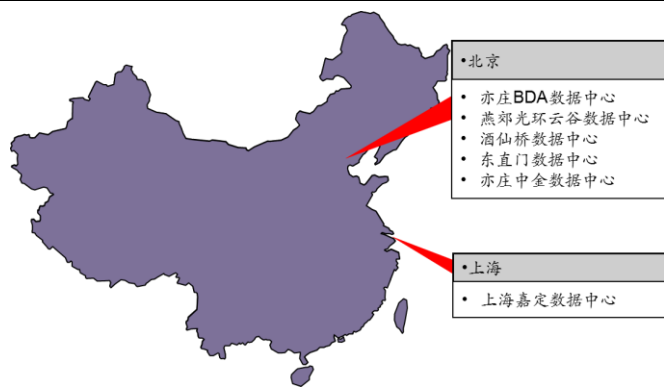 •北京
• 亦庄BDA数据中心
• 燕郊光环云谷数据中心
• 酒仙桥数据中心
• 东直门数据中心
• 亦庄中金数据中心
•上海
• 上海嘉定数据中心